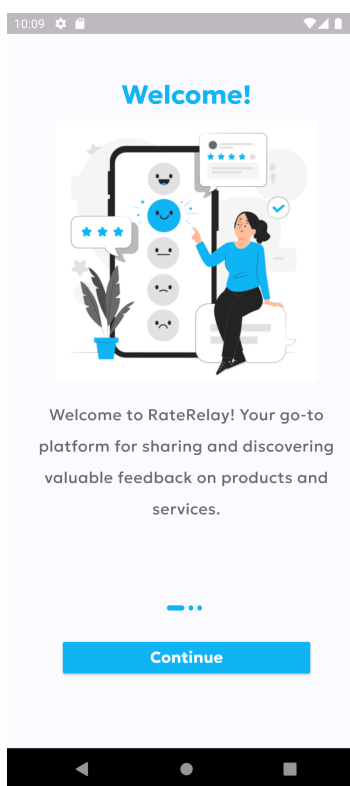 10:09
Welcome!
Welcome to RateRelay! Your go-to
platform for sharing and discovering
valuable feedback on products and
services.
Continue